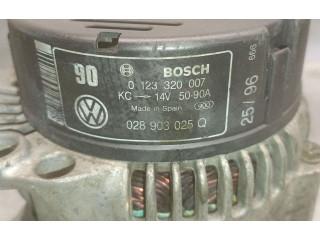 90 BOSCH
0 123 320 007
KC → 14V 50-90A
Made in Spain
028 903 025 Q
25/96